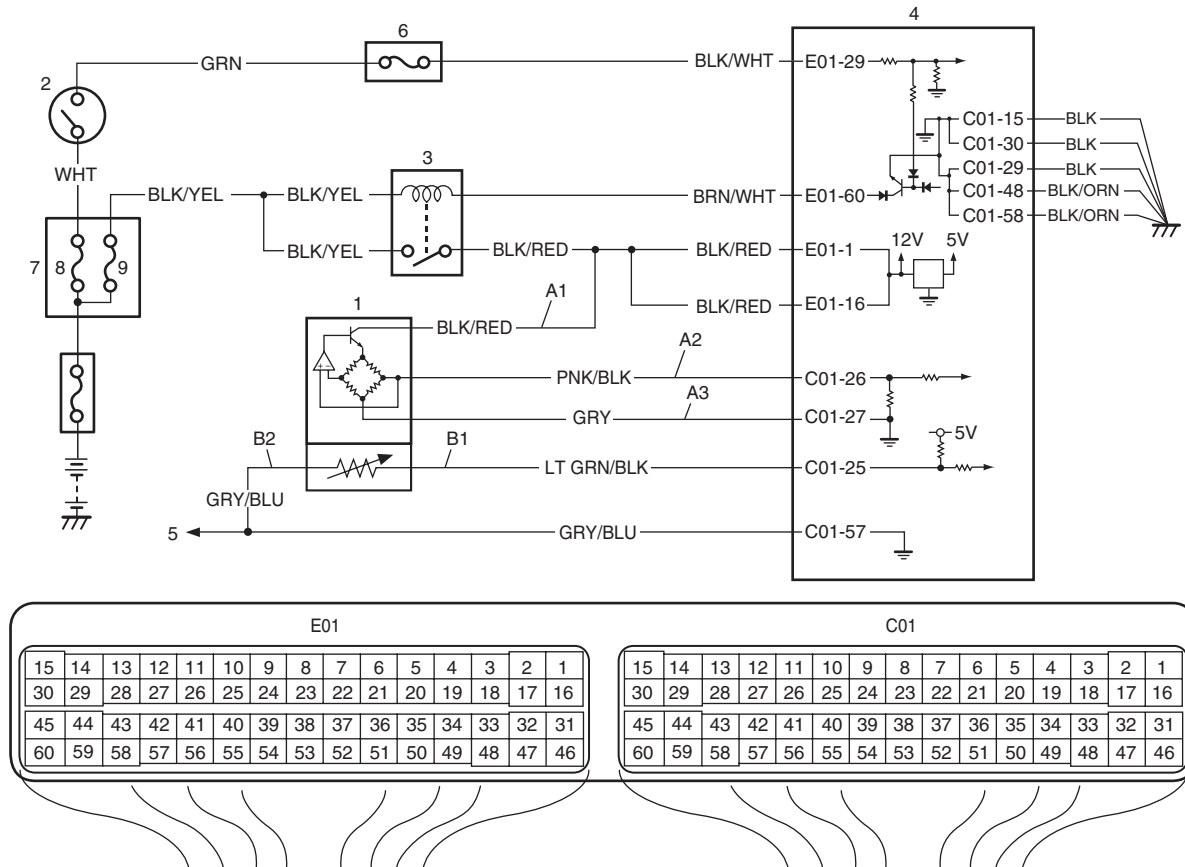 4
6
GRN
BLK/WHT
E01-29
2
C01-15
BLK
C01-30
BLK
WHT
3
C01-29
BLK
BLK/YEL
BLK/YEL
BRN/WHT
E01-60
C01-48
BLK/ORN
C01-58
BLK/ORN
BLK/YEL
BLK/RED
BLK/RED
E01-1
12V
5V
7
8
9
A1
1
BLK/RED
E01-16
BLK/RED
A2
PNK/BLK
C01-26
A3
GRY
C01-27
B2
B1
5V
LT GRN/BLK
C01-25
GRY/BLU
5
GRY/BLU
C01-57
E01
C01
15 14 13 12 11 10 9 8 7 6 5 4 3 2 1
15 14 13 12 11 10 9 8 7 6 5 4 3 2 1
30 29 28 27 26 25 24 23 22 21 20 19 18 17 16
30 29 28 27 26 25 24 23 22 21 20 19 18 17 16
45 44 43 42 41 40 39 38 37 36 35 34 33 32 31
45 44 43 42 41 40 39 38 37 36 35 34 33 32 31
60 59 58 57 56 55 54 53 52 51 50 49 48 47 46
60 59 58 57 56 55 54 53 52 51 50 49 48 47 46